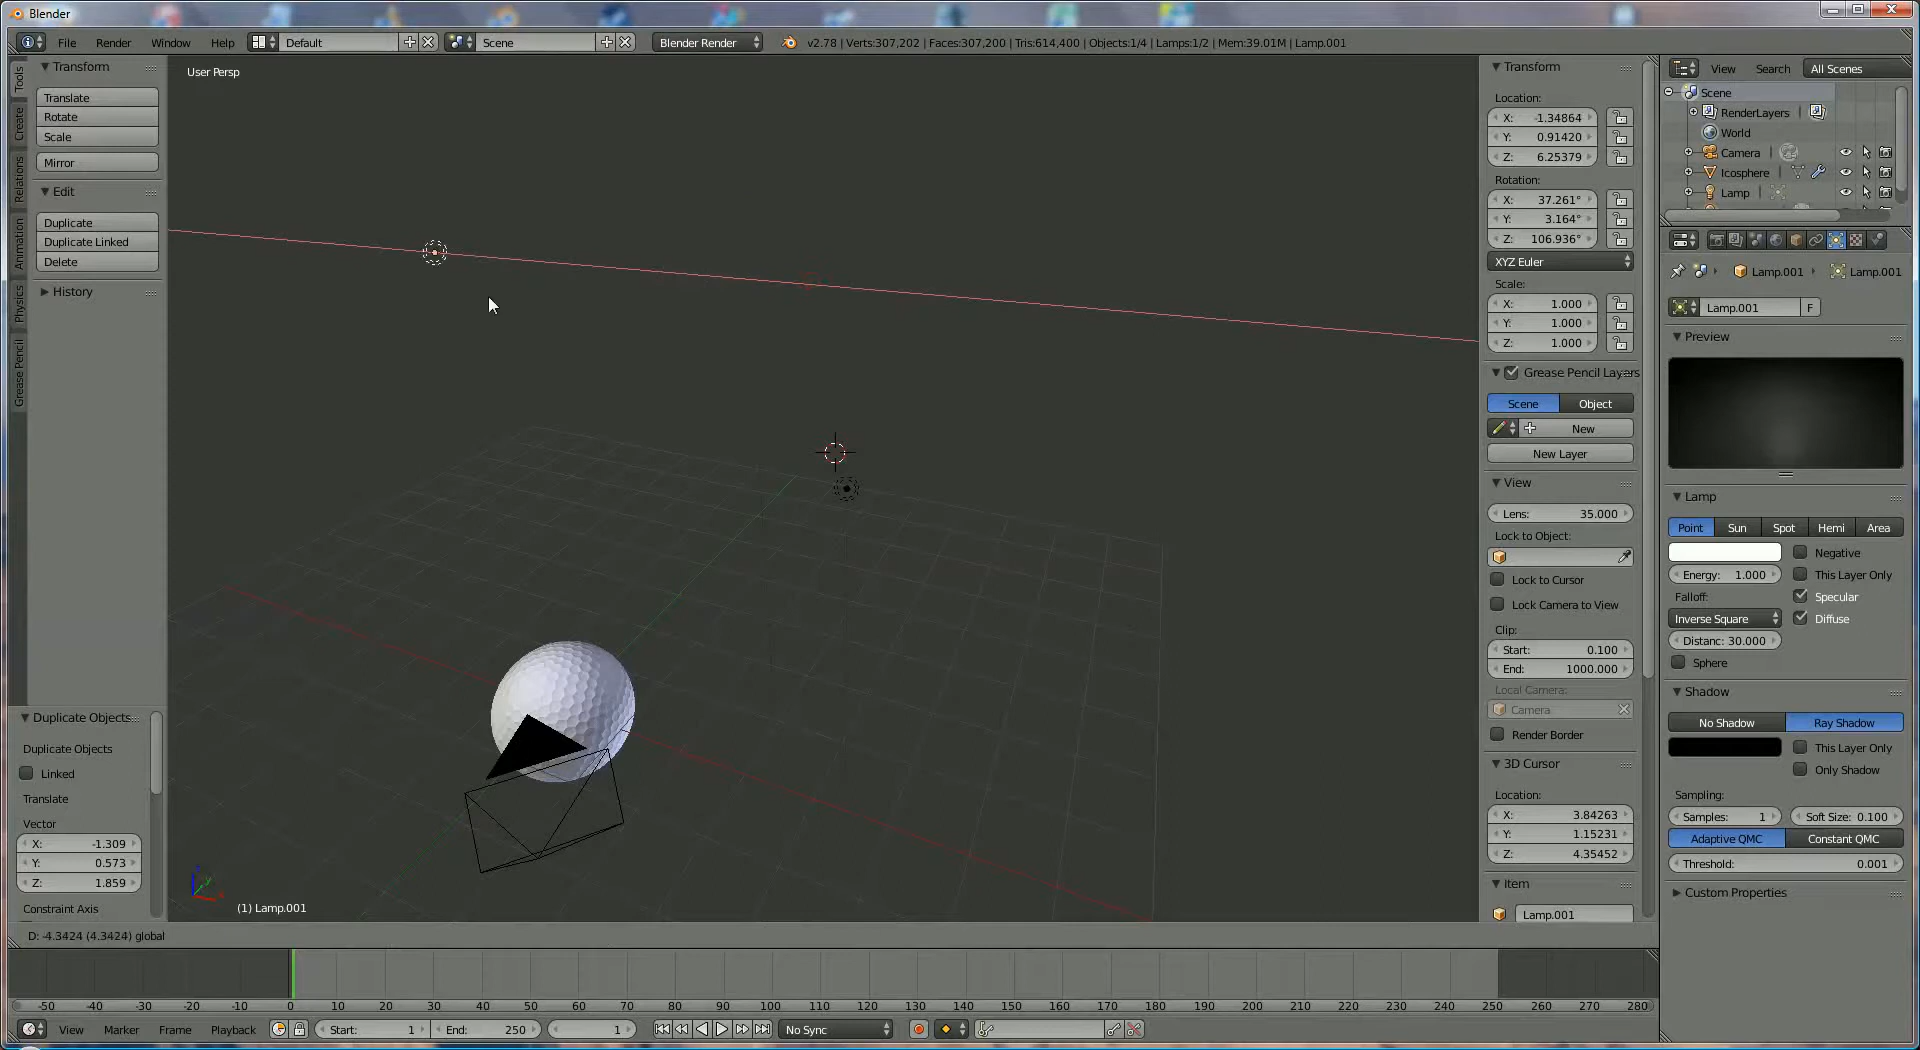 Blender
File Render Window Help Default Scene Blender Render v2.78 | Verts:307,202 | Faces:307,200 | Tris:614,400 | Objects:1/4 | Lamps:1/2 | Mem:39.01M | Lamp.001
Tools
Create
Relations
Animation
Physics
Grease Pencil
Transform
Translate
Rotate
Scale
Mirror
Edit
Duplicate
Duplicate Linked
Delete
History
Duplicate Objects
Duplicate Objects
Linked
Translate
Vector
X: -1.309
Y: 0.573
Z: 1.859
Constraint Axis
User Persp
(1) Lamp.001
D: -4.3424 (4.3424) global
Transform
Location:
X: -1.34864
Y: 0.91420
Z: 6.25379
Rotation:
X: 37.261°
Y: 3.164°
Z: 106.936°
XYZ Euler
Scale:
X: 1.000
Y: 1.000
Z: 1.000
Grease Pencil Layers
Scene Object
New
New Layer
View
Lens: 35.000
Lock to Object:
Lock to Cursor
Lock Camera to View
Clip:
Start: 0.100
End: 1000.000
Local Camera:
Camera
Render Border
3D Cursor
Location:
X: 3.84263
Y: 1.15231
Z: 4.35452
Item
Lamp.001
View Search All Scenes
Scene
RenderLayers
World
Camera
Icosphere
Lamp
Lamp.001 Lamp.001
Lamp.001 F
Preview
Lamp
Point Sun Spot Hemi Area
Negative
Energy: 1.000 This Layer Only
Falloff: Specular
Inverse Square Diffuse
Distanc: 30.000
Sphere
Shadow
No Shadow Ray Shadow
This Layer Only
Only Shadow
Sampling:
Samples: 1 Soft Size: 0.100
Adaptive QMC Constant QMC
Threshold: 0.001
Custom Properties
-50 -40 -30 -20 -10 0 10 20 30 40 50 60 70 80 90 100 110 120 130 140 150 160 170 180 190 200 210 220 230 240 250 260 270 280
View Marker Frame Playback Start: 1 End: 250 1 No Sync